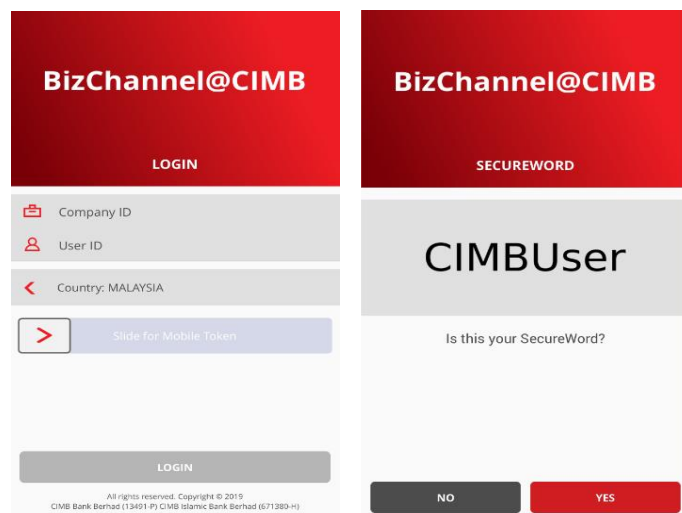 BizChannel@CIMB
LOGIN
Company ID
User ID
Country: MALAYSIA
Slide for Mobile Token
LOGIN
All rights reserved. Copyright © 2019
CIMB Bank Berhad (13491-P) CIMB Islamic Bank Berhad (671380-H)
BizChannel@CIMB
SECUREWORD
CIMBUser
Is this your SecureWord?
NO
YES